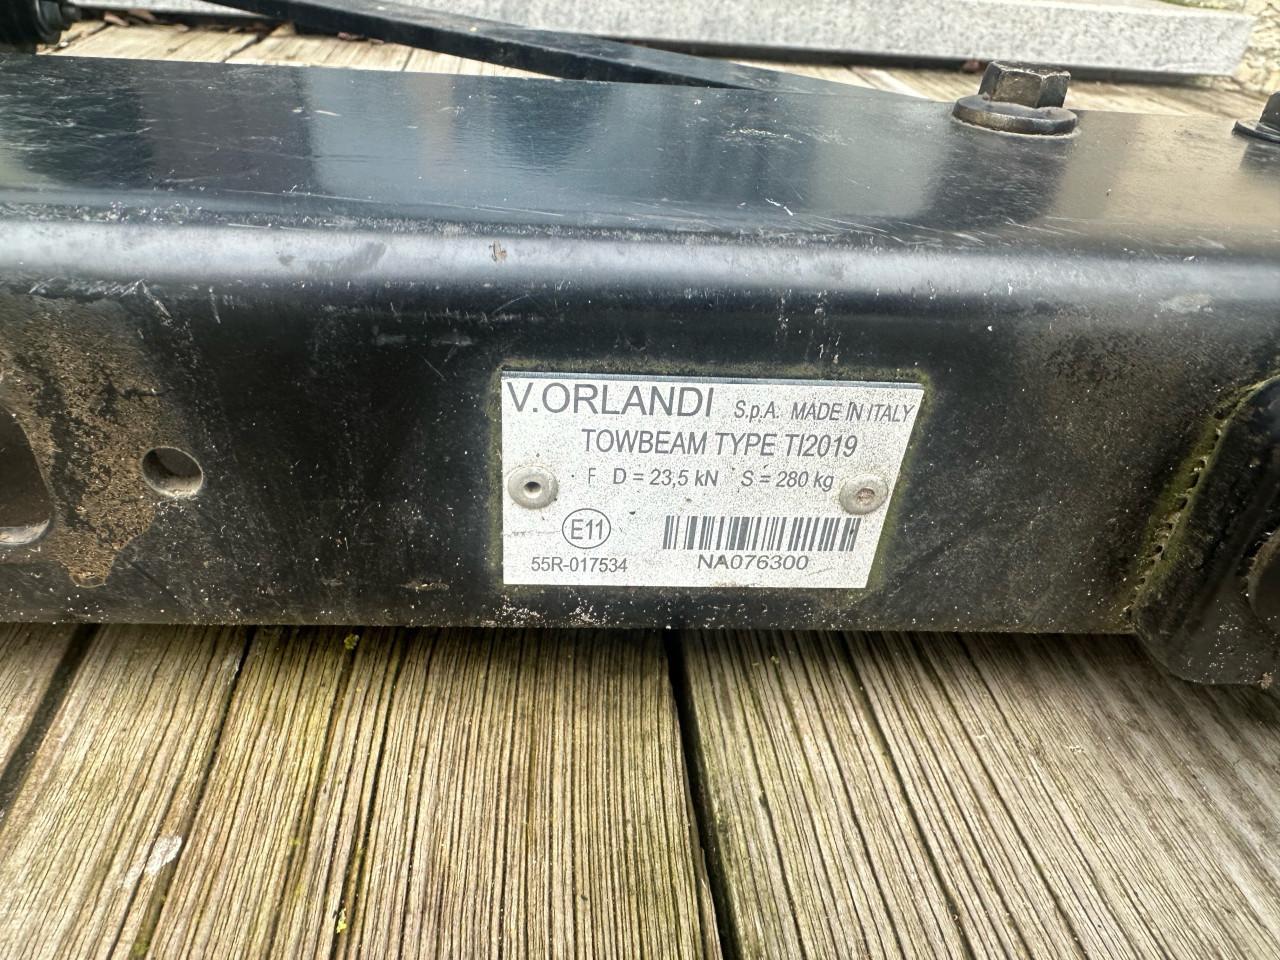 V.ORLANDI S.p.A. MADE IN ITALY
TOWBEAM TYPE TI2019
F D = 23,5 kN S = 280 kg
E11
55R-017534 NA076300